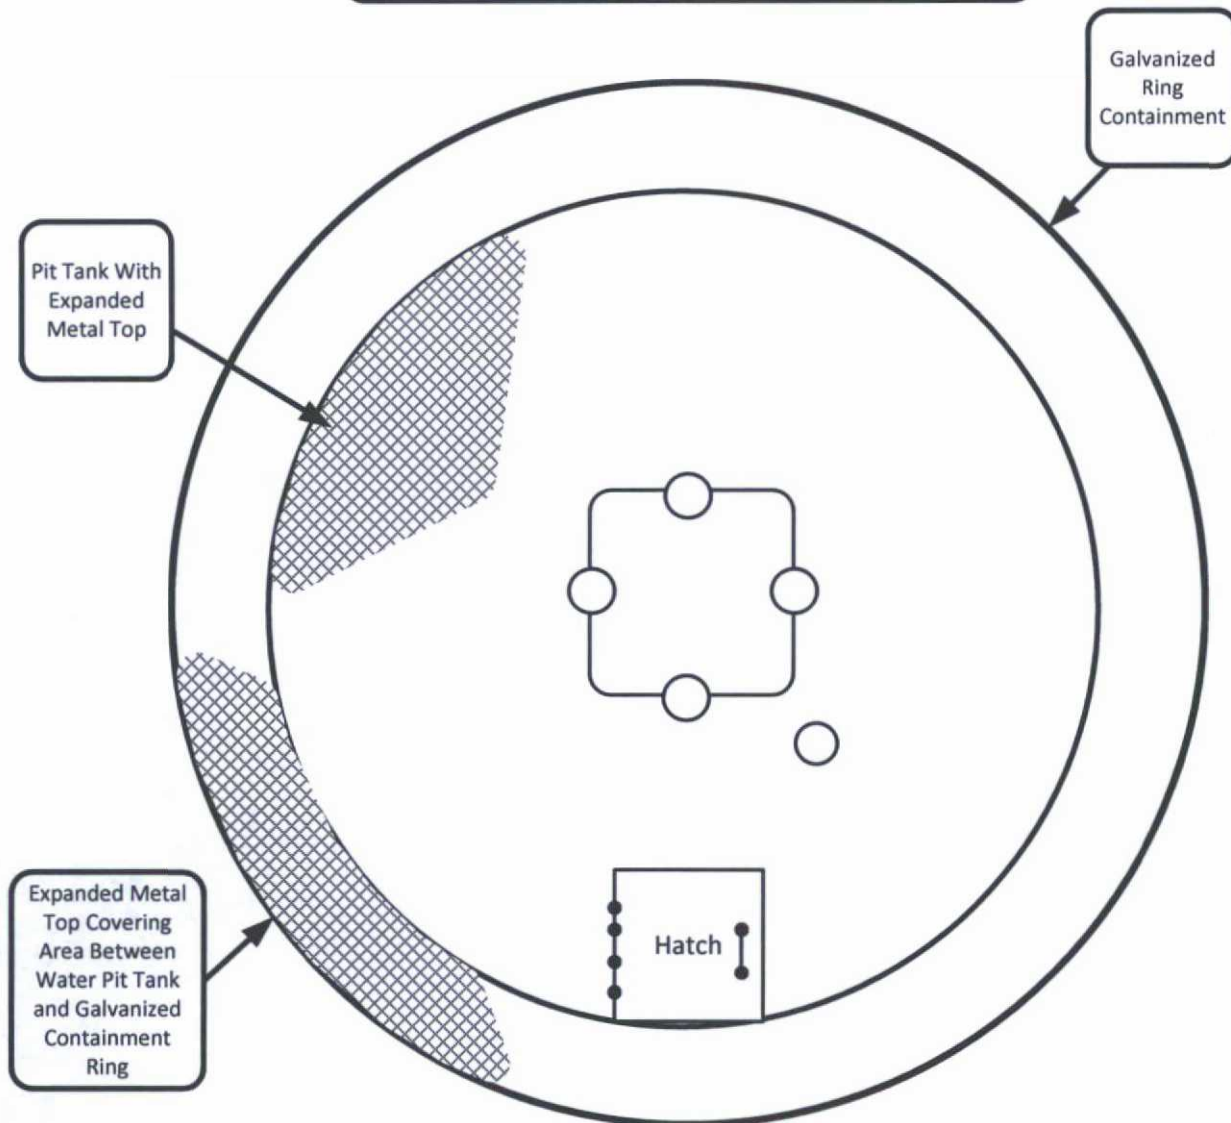 Galvanized
Ring
Containment
Pit Tank With
Expanded
Metal Top
Expanded Metal
Top Covering
Area Between
Water Pit Tank
and Galvanized
Containment
Ring
Hatch